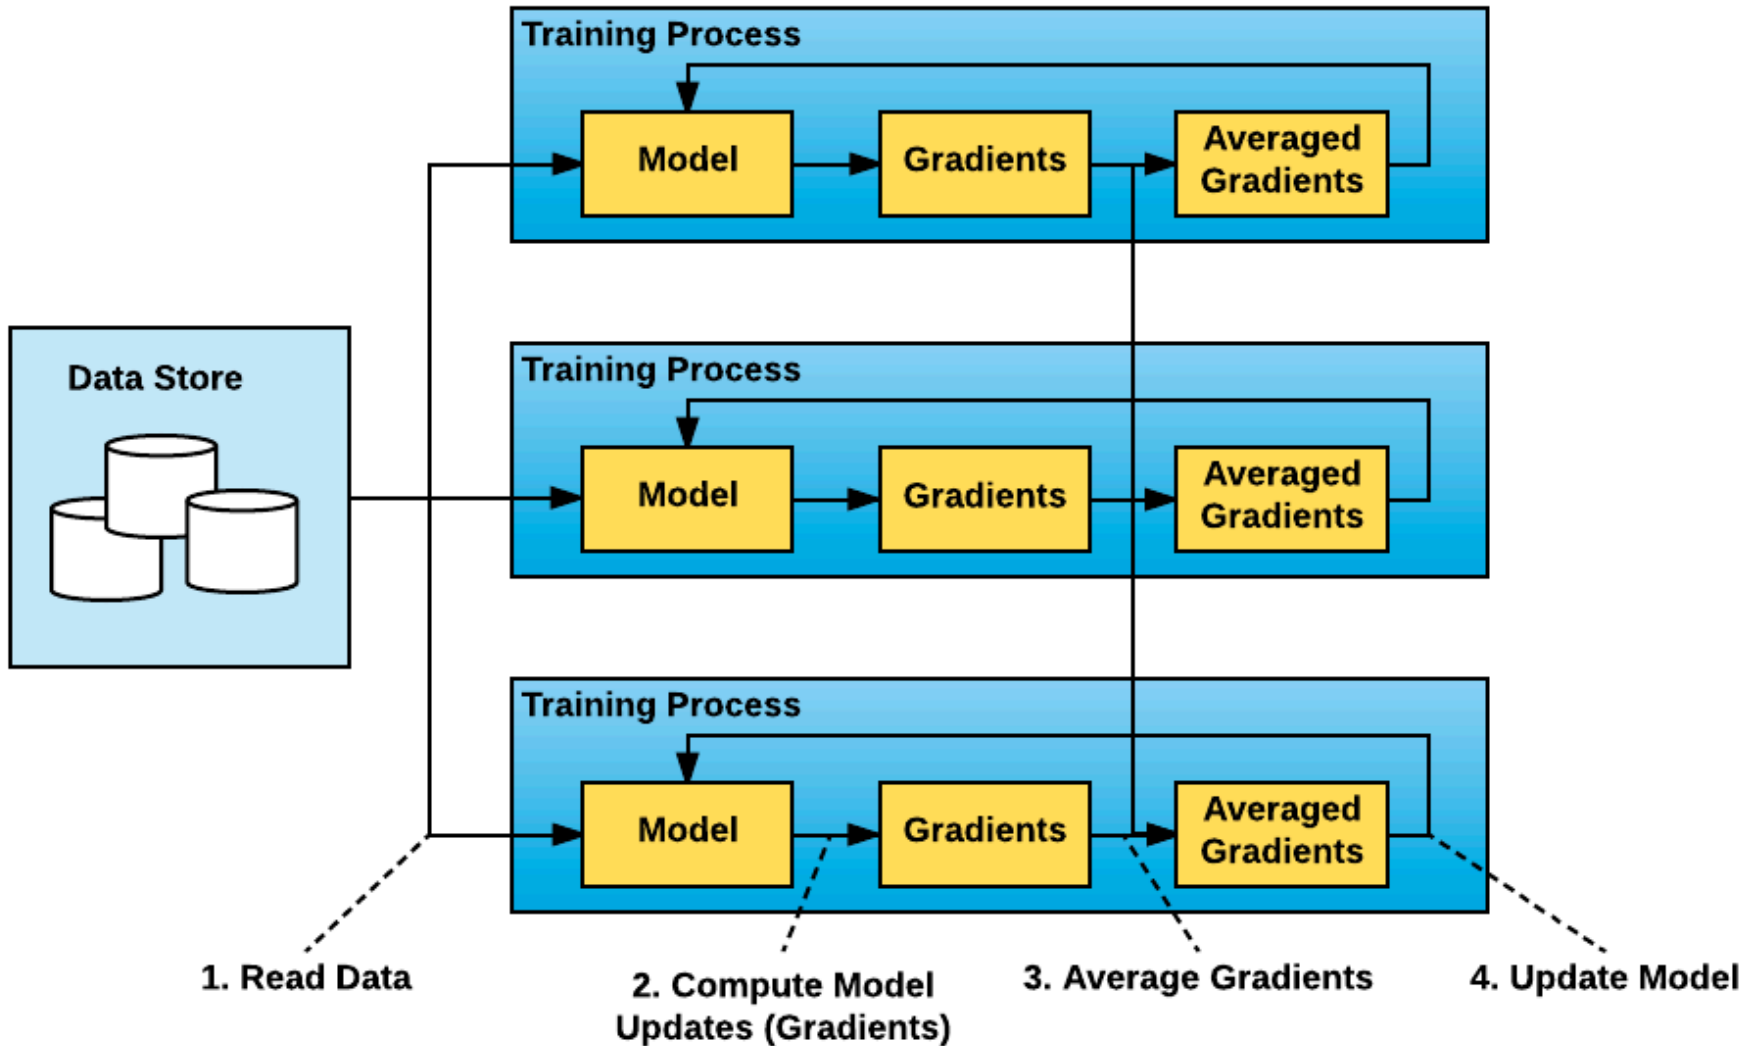 Training Process
Model
Gradients
Averaged
Gradients
Data Store
Training Process
Model
Gradients
Averaged
Gradients
Training Process
Model
Gradients
Averaged
Gradients
1. Read Data
2. Compute Model
Updates (Gradients)
3. Average Gradients
4. Update Model